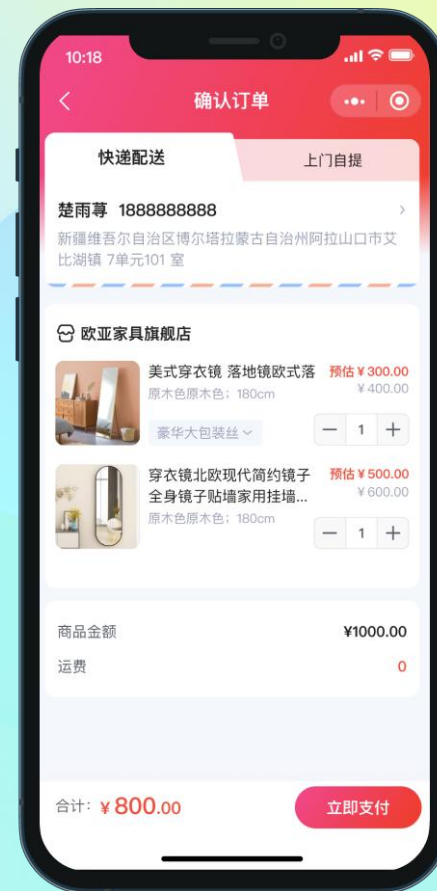 10:18
确认订单
快递配送
上门自提
楚雨荨 1888888888
新疆维吾尔自治区博尔塔拉蒙古自治州阿拉山口市艾
比湖镇 7单元101 室
欧亚家具旗舰店
美式穿衣镜 落地镜欧式落 预估 ¥ 300.00
原木色原木色; 180cm ¥ 400.00
豪华大包装丝 1
穿衣镜北欧现代简约镜子 预估 ¥ 500.00
全身镜子贴墙家用挂墙... ¥ 600.00
原木色原木色; 180cm
1
商品金额 ¥1000.00
运费 0
合计: ¥ 800.00 立即支付